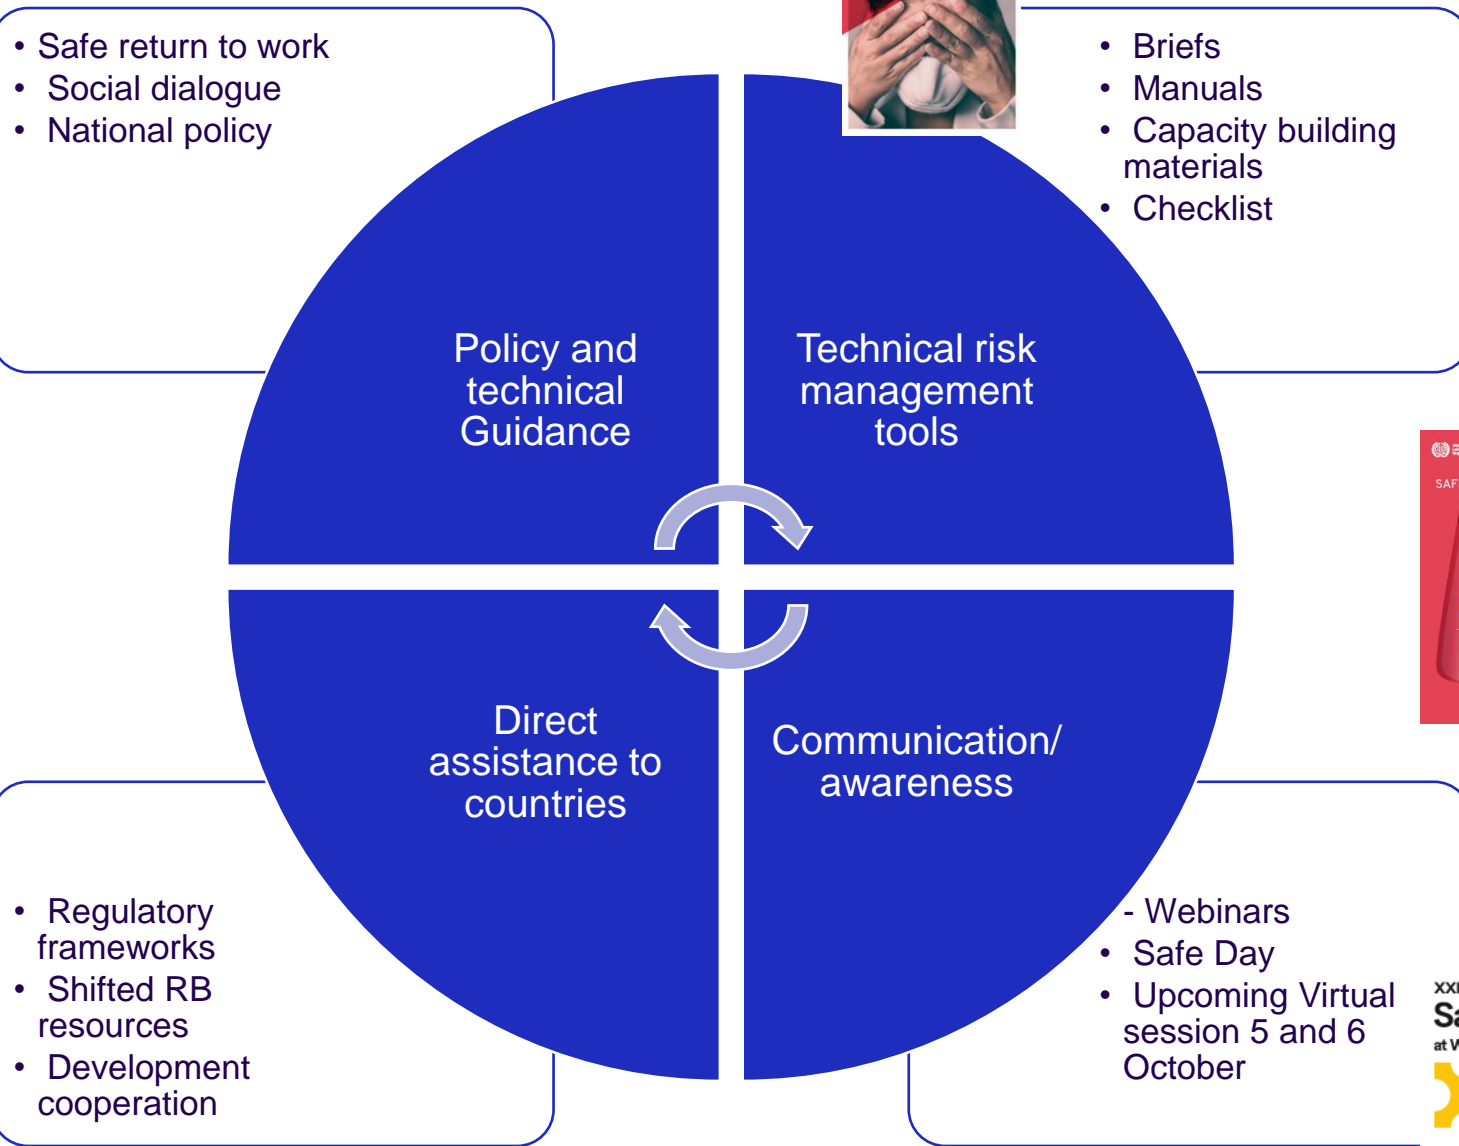 • Safe return to work
• Social dialogue
• National policy
• Briefs
• Manuals
• Capacity building
materials
• Checklist
Policy and
technical
Guidance
Technical risk
management
tools
Direct
assistance to
countries
Communication/
awareness
• Regulatory
frameworks
• Shifted RB
resources
• Development
cooperation
- Webinars
• Safe Day
• Upcoming Virtual
session 5 and 6
October